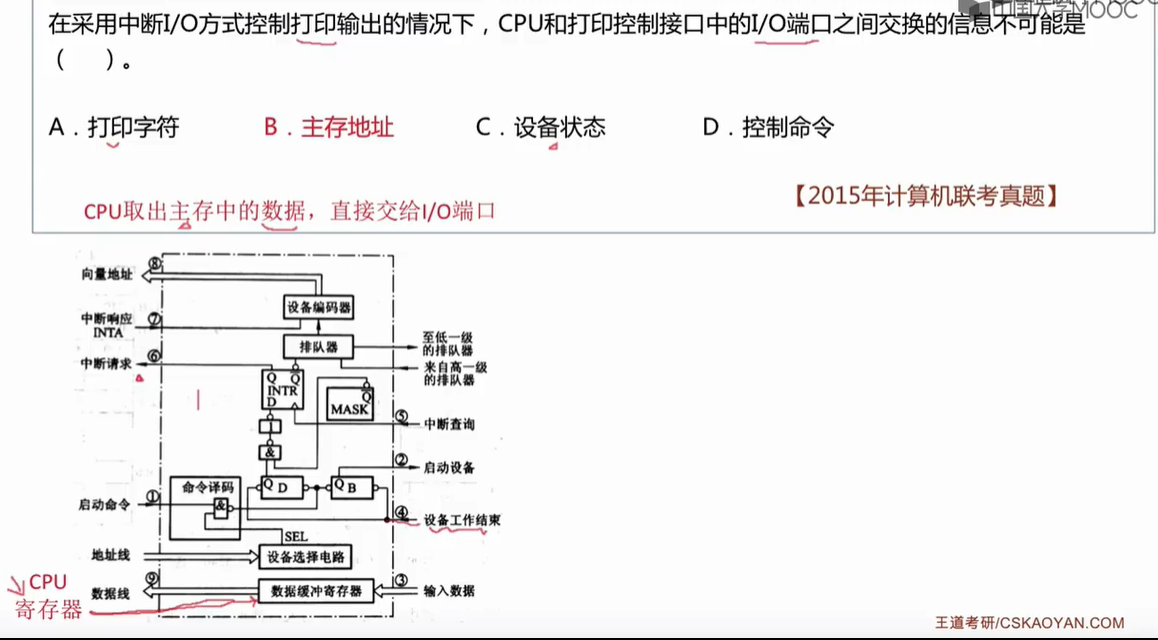 中国大学MOOC
在采用中断I/O方式控制打印输出的情况下，CPU和打印控制接口中的I/O端口之间交换的信息不可能是
（　　）。
A．打印字符 B．主存地址 C．设备状态 D．控制命令
【2015年计算机联考真题】
CPU取出主存中的数据，直接交给I/O端口
向量地址 ⑧
设备编码器
中断响应 ⑦
INTA
排队器
至低一级
的排队器
中断请求 ⑥
来自高一级
的排队器
Q Q
INTR
D
Q
MASK
⑤ 中断查询
1
&
② 启动设备
命令译码
Q D
Q B
启动命令 ①
&
④ 设备工作结束
SEL
地址线
设备选择电路
CPU
寄存器
数据线 ⑨
数据缓冲寄存器
③ 输入数据
王道考研/CSKAOYAN.COM